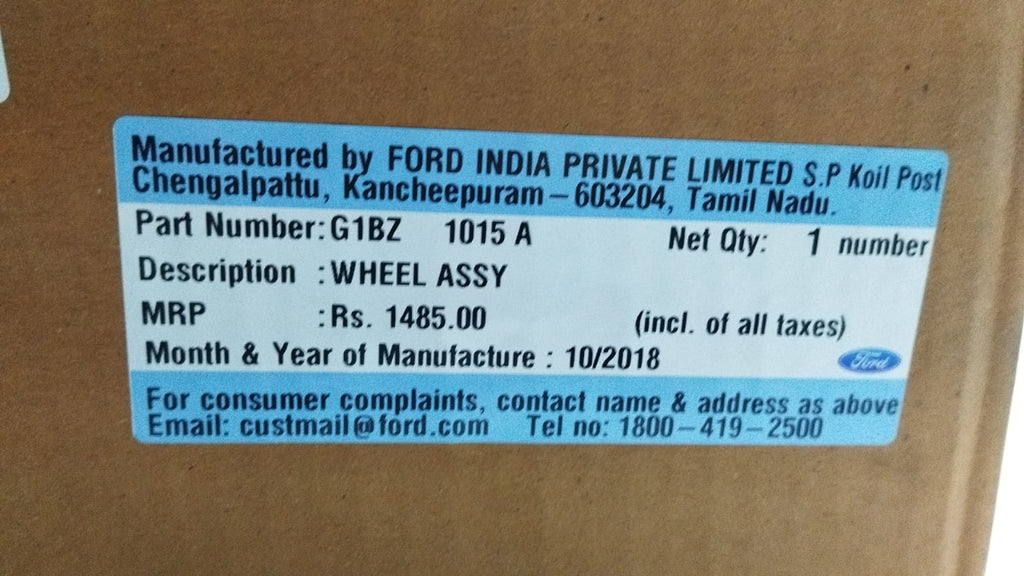 Manufactured by FORD INDIA PRIVATE LIMITED S.P Koil Post
Chengalpattu, Kancheepuram-603204, Tamil Nadu.
Part Number:G1BZ 1015 A Net Qty: 1 number
Description :WHEEL ASSY
MRP :Rs. 1485.00 (incl. of all taxes)
Month & Year of Manufacture : 10/2018
Ford
For consumer complaints, contact name & address as above
Email: custmail@ford.com Tel no: 1800-419-2500